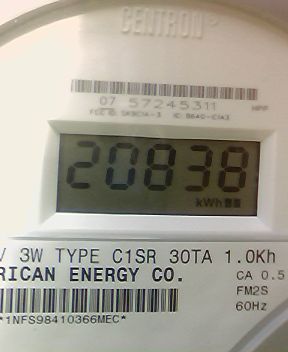 CENTRON®
07 57245311
20838
kWh
V 3W TYPE C1SR 30TA 1.0Kh
RICAN ENERGY CO.
CA 0.5
FM2S
60Hz
*1NFS98410366MEC*